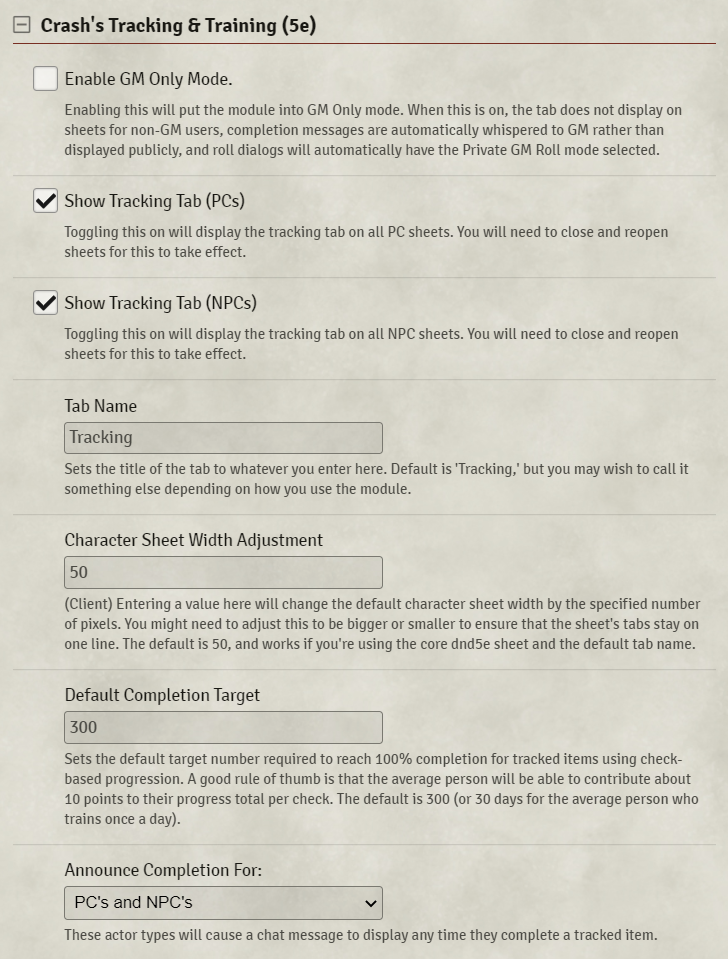 Crash's Tracking & Training (5e)
Enable GM Only Mode.
Enabling this will put the module into GM Only mode. When this is on, the tab does not display on
sheets for non-GM users, completion messages are automatically whispered to GM rather than
displayed publicly, and roll dialogs will automatically have the Private GM Roll mode selected.
Show Tracking Tab (PCs)
Toggling this on will display the tracking tab on all PC sheets. You will need to close and reopen
sheets for this to take effect.
Show Tracking Tab (NPCs)
Toggling this on will display the tracking tab on all NPC sheets. You will need to close and reopen
sheets for this to take effect.
Tab Name
Tracking
Sets the title of the tab to whatever you enter here. Default is 'Tracking,' but you may wish to call it
something else depending on how you use the module.
Character Sheet Width Adjustment
50
(Client) Entering a value here will change the default character sheet width by the specified number
of pixels. You might need to adjust this to be bigger or smaller to ensure that the sheet's tabs stay on
one line. The default is 50, and works if you're using the core dnd5e sheet and the default tab name.
Default Completion Target
300
Sets the default target number required to reach 100% completion for tracked items using check-
based progression. A good rule of thumb is that the average person will be able to contribute about
10 points to their progress total per check. The default is 300 (or 30 days for the average person who
trains once a day).
Announce Completion For:
PC's and NPC's
These actor types will cause a chat message to display any time they complete a tracked item.